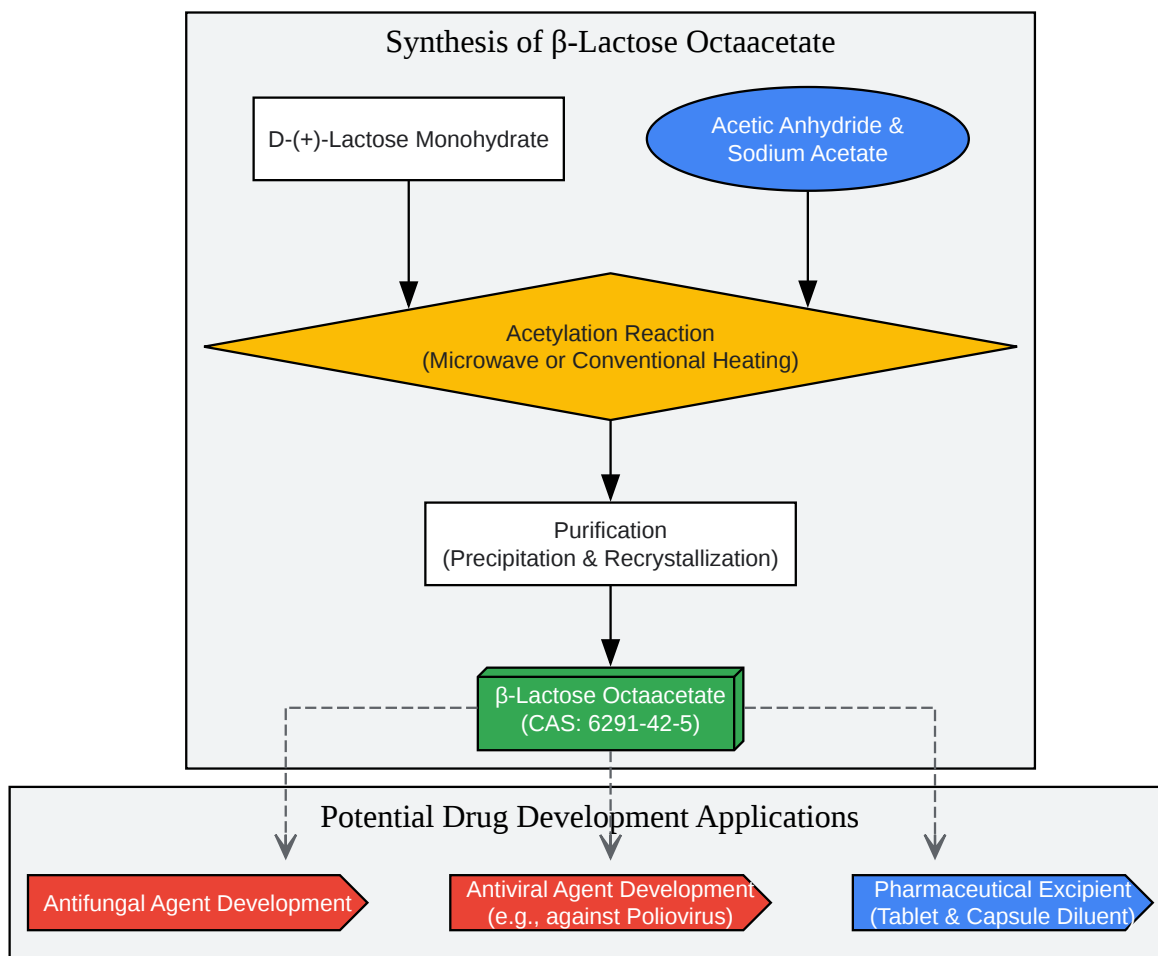 Synthesis of β-Lactose Octaacetate
D-(+)-Lactose Monohydrate
Acetic Anhydride &
Sodium Acetate
Acetylation Reaction
(Microwave or Conventional Heating)
Purification
(Precipitation & Recrystallization)
β-Lactose Octaacetate
(CAS: 6291-42-5)
Potential Drug Development Applications
Antifungal Agent Development
Antiviral Agent Development
(e.g., against Poliovirus)
Pharmaceutical Excipient
(Tablet & Capsule Diluent)